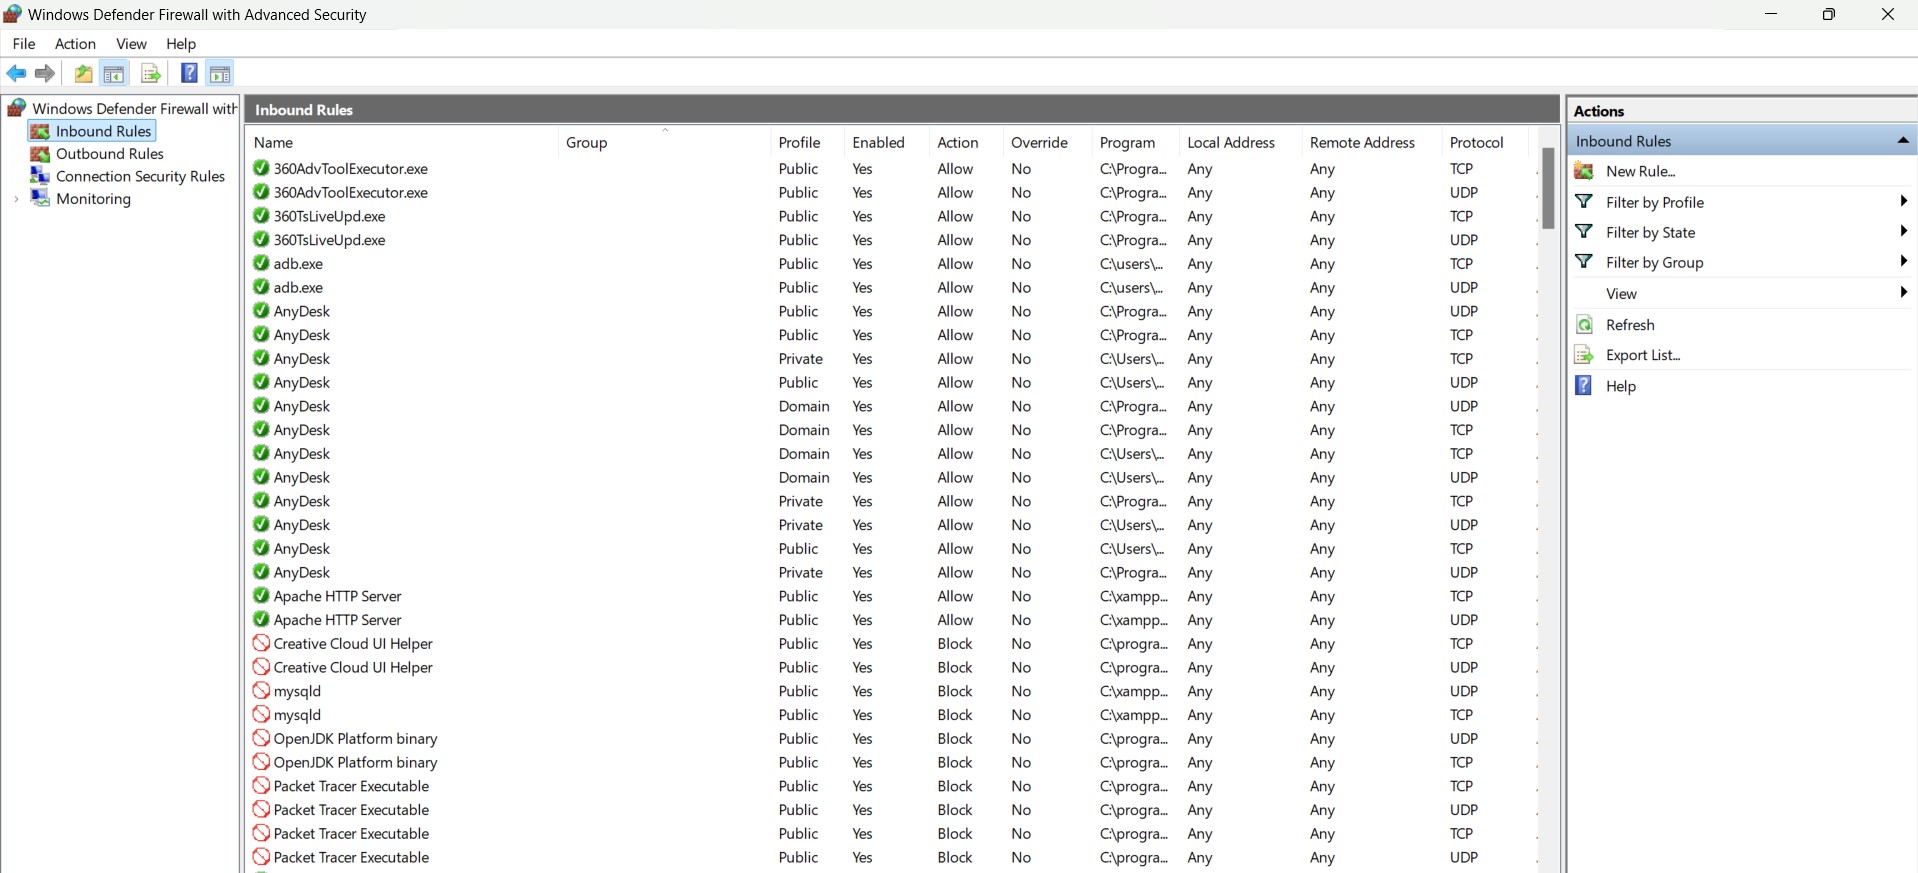 Windows Defender Firewall with Advanced Security
File Action View Help
Windows Defender Firewall with
Inbound Rules
Outbound Rules
Connection Security Rules
Monitoring
Inbound Rules
Name Group Profile Enabled Action Override Program Local Address Remote Address Protocol
360AdvToolExecutor.exe Public Yes Allow No C:\Progra... Any Any TCP
360AdvToolExecutor.exe Public Yes Allow No C:\Progra... Any Any UDP
360TsLiveUpd.exe Public Yes Allow No C:\Progra... Any Any TCP
360TsLiveUpd.exe Public Yes Allow No C:\Progra... Any Any UDP
adb.exe Public Yes Allow No C:\users\... Any Any TCP
adb.exe Public Yes Allow No C:\users\... Any Any UDP
AnyDesk Public Yes Allow No C:\Progra... Any Any UDP
AnyDesk Public Yes Allow No C:\Progra... Any Any TCP
AnyDesk Private Yes Allow No C:\Users\... Any Any TCP
AnyDesk Public Yes Allow No C:\Users\... Any Any UDP
AnyDesk Domain Yes Allow No C:\Progra... Any Any UDP
AnyDesk Domain Yes Allow No C:\Progra... Any Any TCP
AnyDesk Domain Yes Allow No C:\Users\... Any Any TCP
AnyDesk Domain Yes Allow No C:\Users\... Any Any UDP
AnyDesk Private Yes Allow No C:\Progra... Any Any TCP
AnyDesk Private Yes Allow No C:\Users\... Any Any UDP
AnyDesk Public Yes Allow No C:\Users\... Any Any TCP
AnyDesk Private Yes Allow No C:\Progra... Any Any UDP
Apache HTTP Server Public Yes Allow No C:\xampp... Any Any TCP
Apache HTTP Server Public Yes Allow No C:\xampp... Any Any UDP
Creative Cloud UI Helper Public Yes Block No C:\progra... Any Any TCP
Creative Cloud UI Helper Public Yes Block No C:\progra... Any Any UDP
mysqld Public Yes Block No C:\xampp... Any Any UDP
mysqld Public Yes Block No C:\xampp... Any Any TCP
OpenJDK Platform binary Public Yes Block No C:\progra... Any Any UDP
OpenJDK Platform binary Public Yes Block No C:\progra... Any Any TCP
Packet Tracer Executable Public Yes Block No C:\progra... Any Any TCP
Packet Tracer Executable Public Yes Block No C:\progra... Any Any UDP
Packet Tracer Executable Public Yes Block No C:\progra... Any Any TCP
Packet Tracer Executable Public Yes Block No C:\progra... Any Any UDP
Actions
Inbound Rules
New Rule...
Filter by Profile
Filter by State
Filter by Group
View
Refresh
Export List...
Help